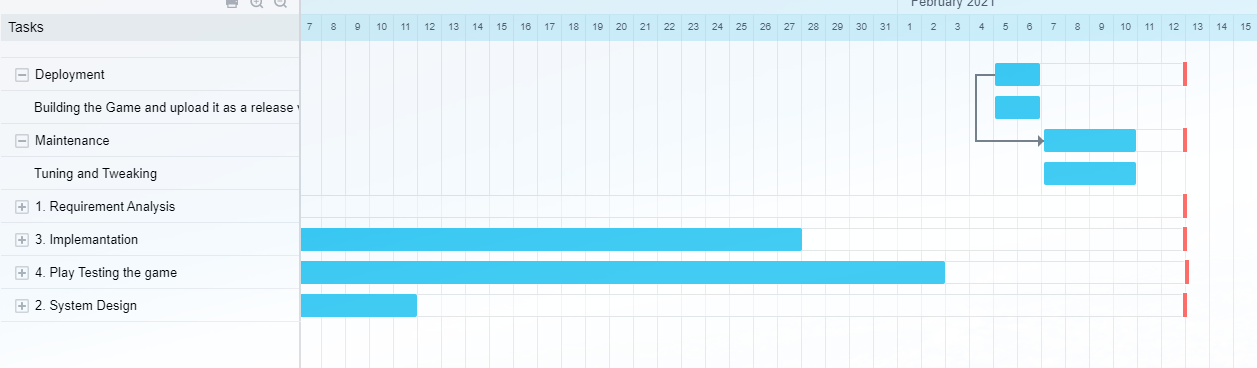 February 2021
Tasks
7 8 9 10 11 12 13 14 15 16 17 18 19 20 21 22 23 24 25 26 27 28 29 30 31 1 2 3 4 5 6 7 8 9 10 11 12 13 14 15
Deployment
Building the Game and upload it as a release
Maintenance
Tuning and Tweaking
1. Requirement Analysis
3. Implemantation
4. Play Testing the game
2. System Design